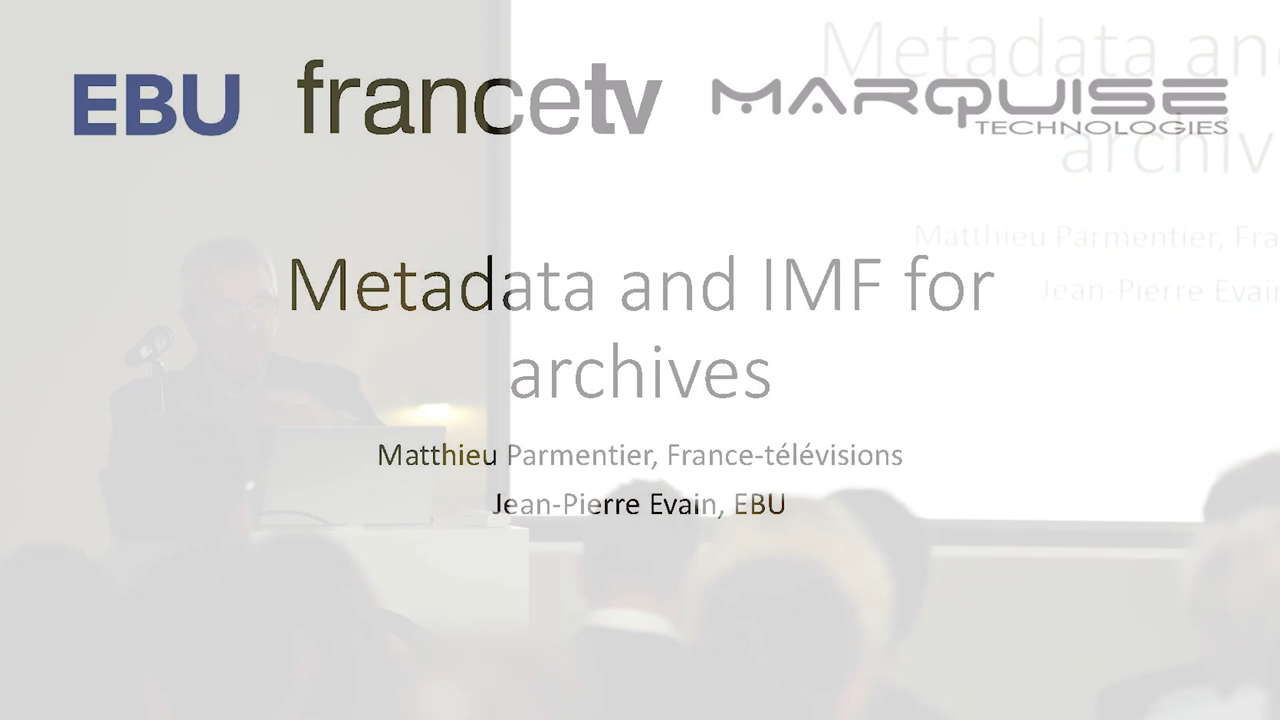 EBU francetv MARQUISE
TECHNOLOGIES
Metadata and IMF for
archives
Matthieu Parmentier, France-télévisions
Jean-Pierre Evain, EBU
Metadata an
archiv
Matthieu Parmentier, Fra
Jean-Pierre Evain